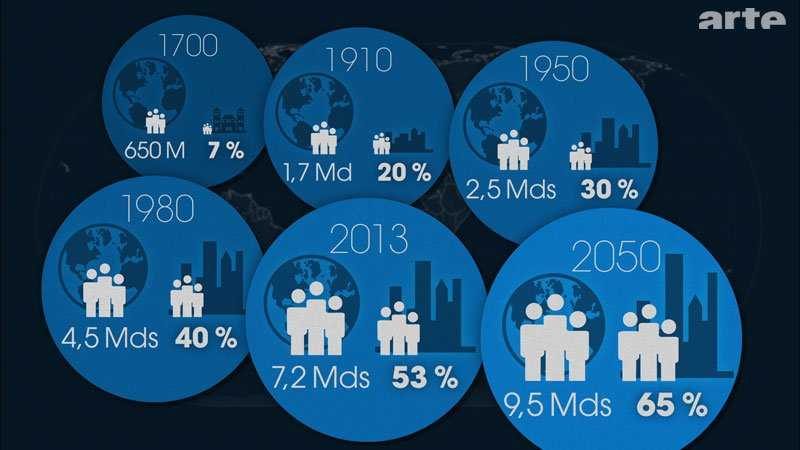 arte
1700
650 M 7 %
1910
1,7 Md 20 %
1950
2,5 Mds 30 %
1980
4,5 Mds 40 %
2013
7,2 Mds 53 %
2050
9,5 Mds 65 %